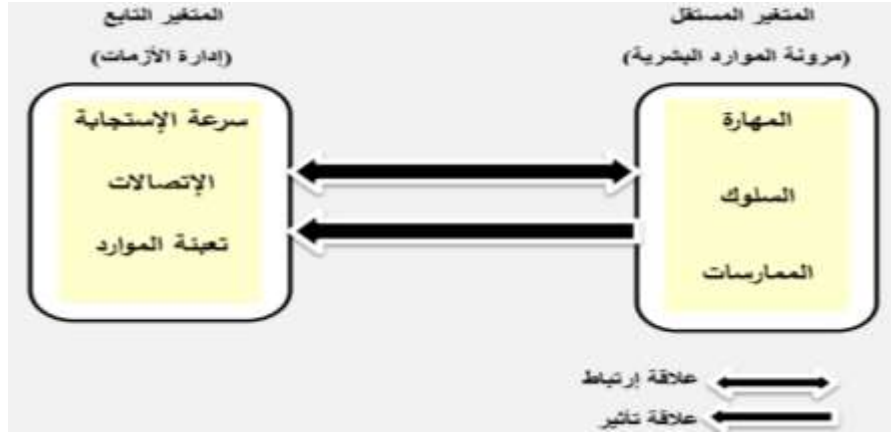 المتغير المستقل
(مرونة الموارد البشرية)
المهارة
السلوك
الممارسات
المتغير التابع
(إدارة الأزمات)
سرعة الإستجابة
الإتصالات
تعبئة الموارد
علاقة إرتباط
علاقة تأثير